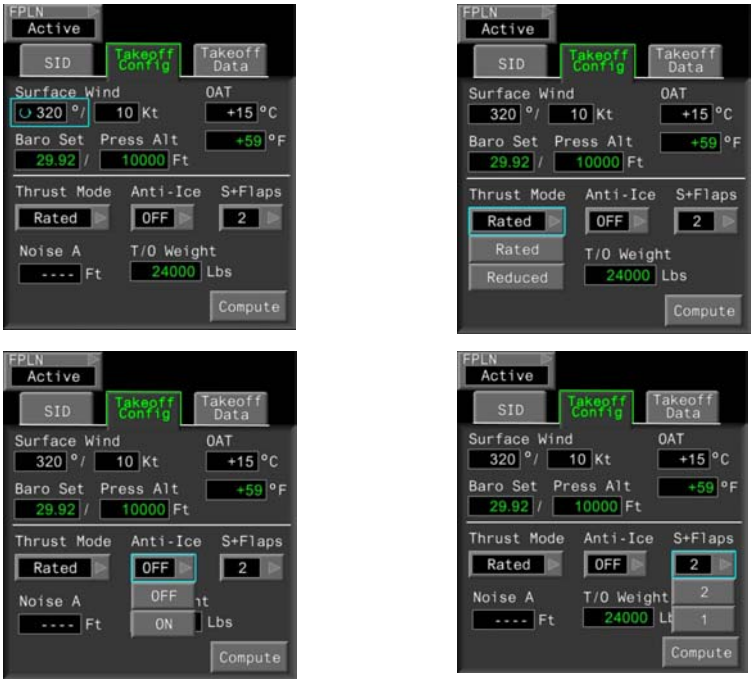 FPLN
Active
SID
Takeoff
Config
Takeoff
Data
Surface Wind
OAT
320 °/ 10 Kt
+15 °C
Baro Set Press Alt
+59 °F
29.92 / 10000 Ft
Thrust Mode Anti-Ice S+Flaps
Rated OFF 2
Noise A T/O Weight
---- Ft 24000 Lbs
Compute
FPLN
Active
SID
Takeoff
Config
Takeoff
Data
Surface Wind
OAT
320 °/ 10 Kt
+15 °C
Baro Set Press Alt
+59 °F
29.92 / 10000 Ft
Thrust Mode Anti-Ice S+Flaps
Rated OFF 2
Rated
T/O Weight
Reduced
24000 Lbs
Compute
FPLN
Active
SID
Takeoff
Config
Takeoff
Data
Surface Wind
OAT
320 °/ 10 Kt
+15 °C
Baro Set Press Alt
+59 °F
29.92 / 10000 Ft
Thrust Mode Anti-Ice S+Flaps
Rated OFF 2
Noise A OFF ht
---- Ft ON Lbs
Compute
FPLN
Active
SID
Takeoff
Config
Takeoff
Data
Surface Wind
OAT
320 °/ 10 Kt
+15 °C
Baro Set Press Alt
+59 °F
29.92 / 10000 Ft
Thrust Mode Anti-Ice S+Flaps
Rated OFF 2
Noise A T/O Weight 2
---- Ft 24000 L 1
Compute